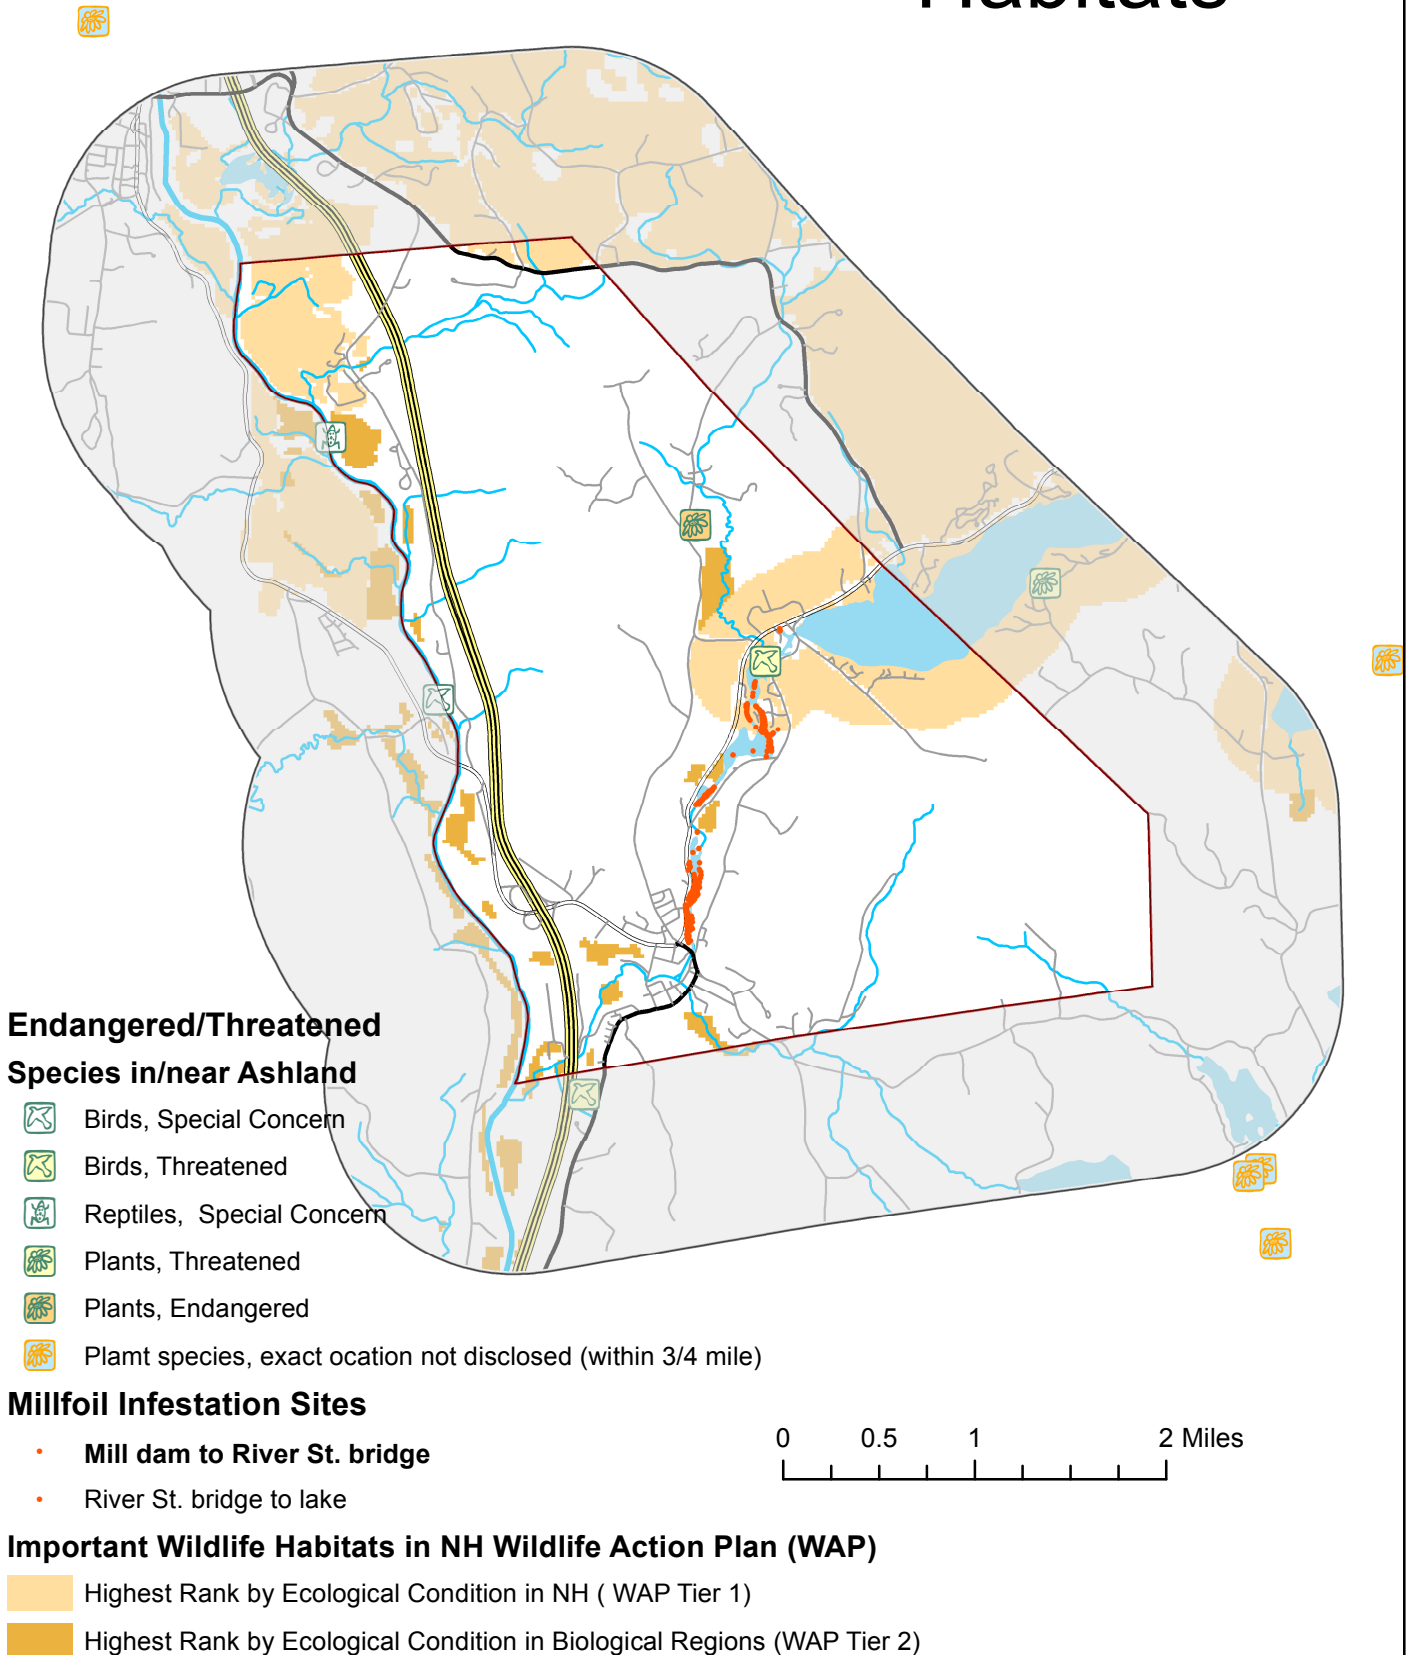 Habitats
Endangered/Threatened
Species in/near Ashland
Birds, Special Concern
Birds, Threatened
Reptiles, Special Concern
Plants, Threatened
Plants, Endangered
Plamt species, exact ocation not disclosed (within 3/4 mile)
Millfoil Infestation Sites
Mill dam to River St. bridge
River St. bridge to lake
0 0.5 1 2 Miles
Important Wildlife Habitats in NH Wildlife Action Plan (WAP)
Highest Rank by Ecological Condition in NH ( WAP Tier 1)
Highest Rank by Ecological Condition in Biological Regions (WAP Tier 2)